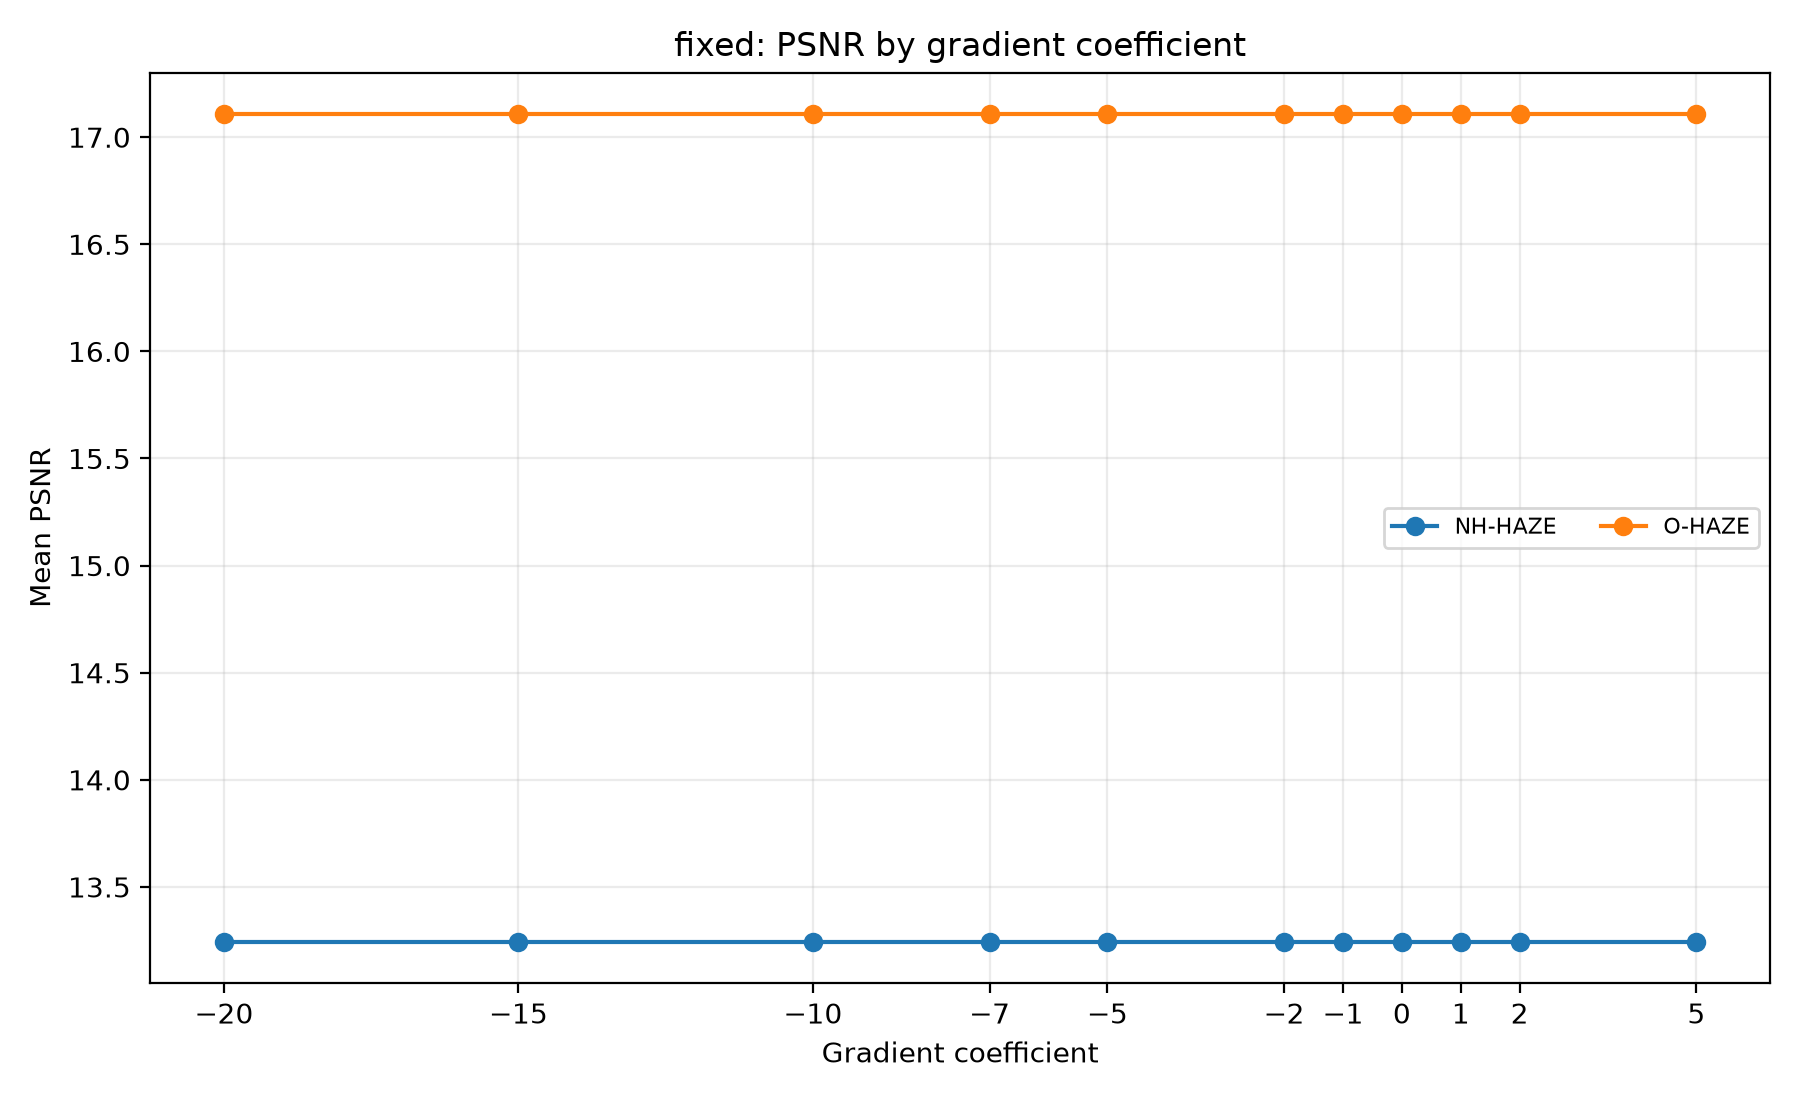 fixed: PSNR by gradient coefficient
17.0
16.5
16.0
15.5
15.0
14.5
14.0
13.5
Mean PSNR
NH-HAZE O-HAZE
−20 −15 −10 −7 −5 −2 −1 0 1 2 5
Gradient coefficient